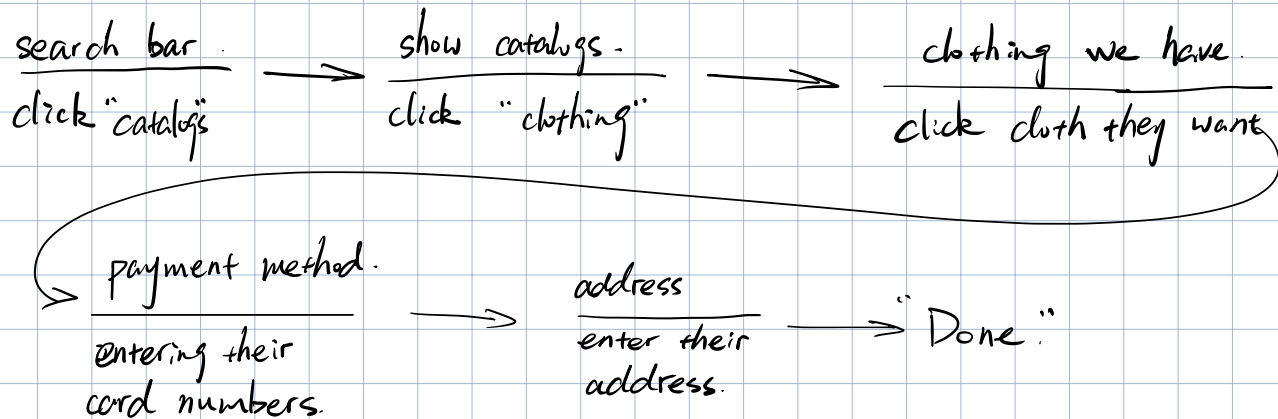 search bar.
click "catalogs"
show catalogs.
click "clothing"
clothing we have.
click cloth they want
payment method.
entering their
card numbers.
address
enter their
address.
"Done."